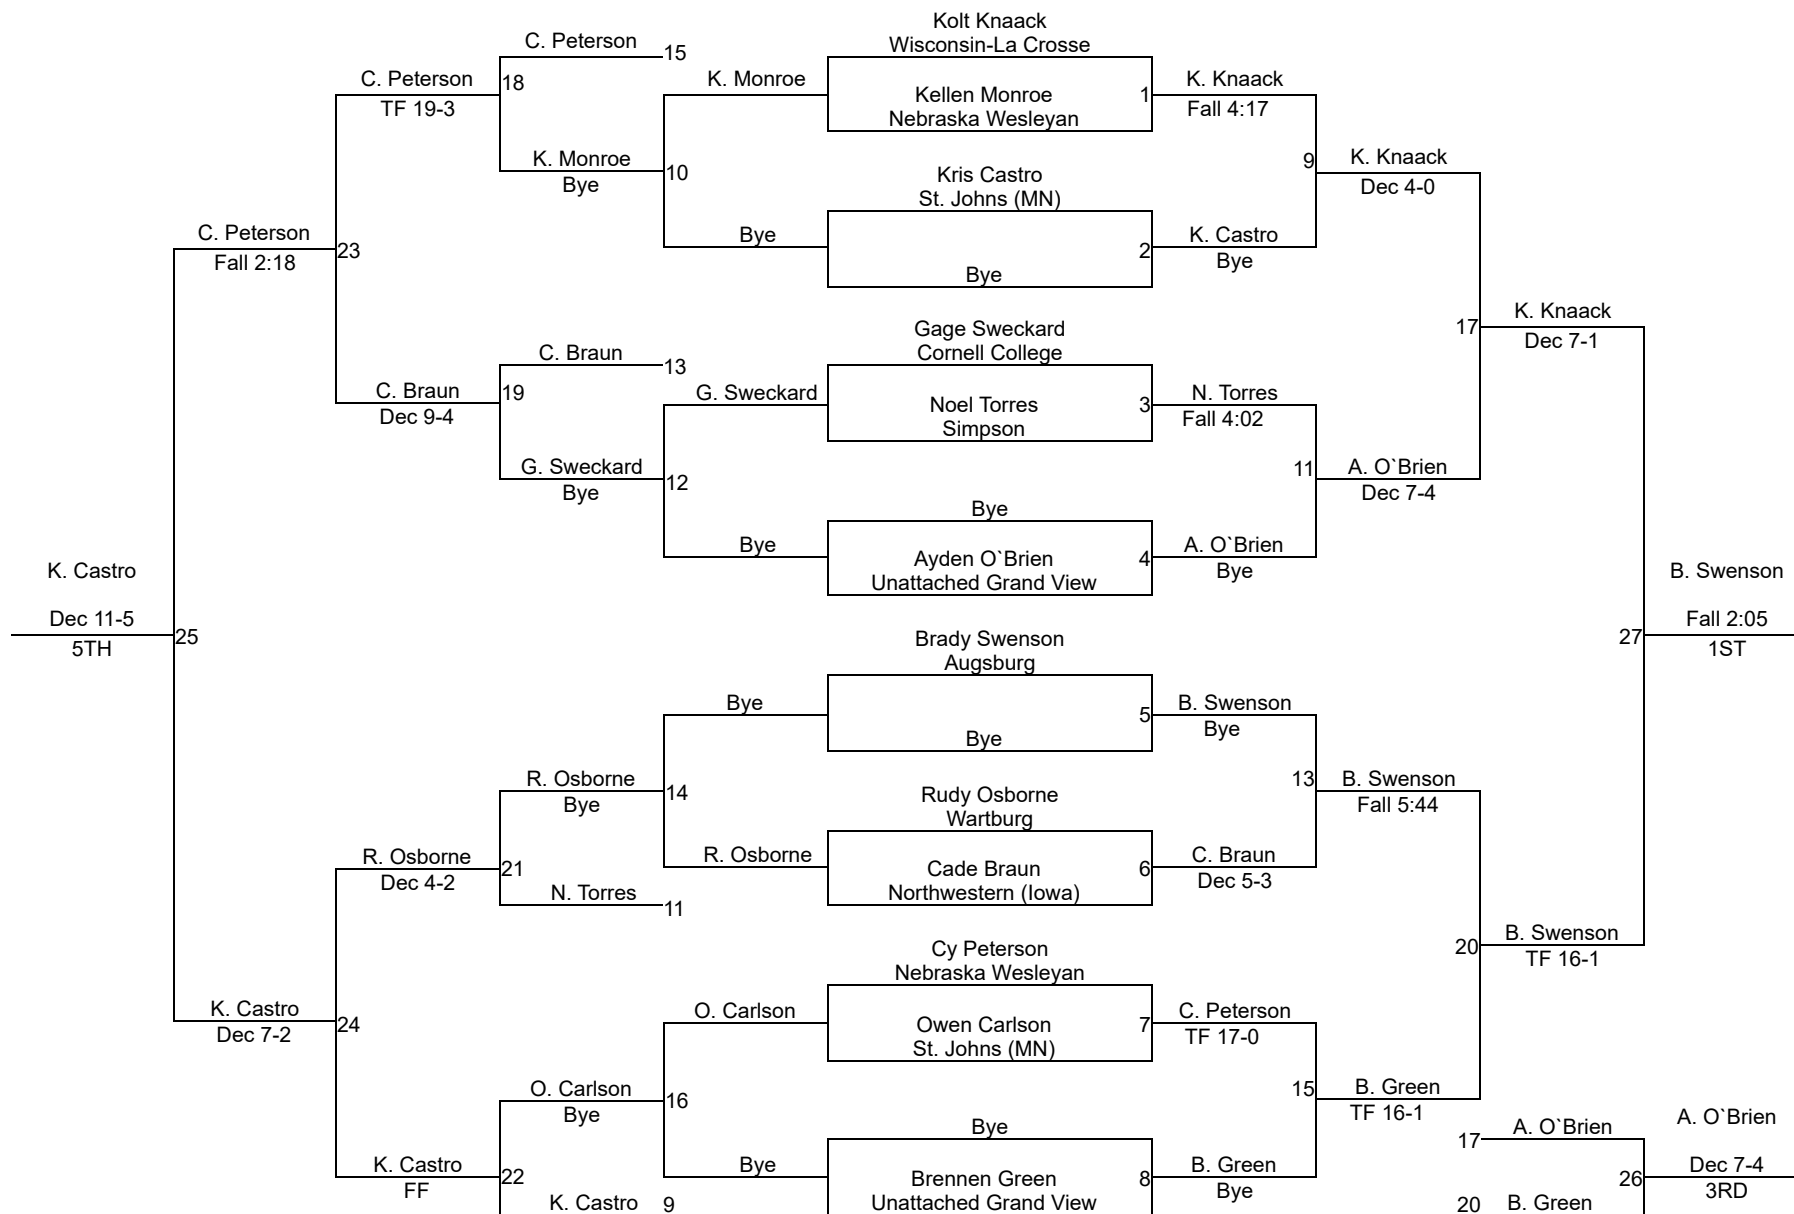 Kolt Knaack
Wisconsin-La Crosse
C. Peterson
15
C. Peterson
18
K. Monroe
K. Knaack
TF 19-3
Kellen Monroe
1
Fall 4:17
Nebraska Wesleyan
K. Monroe
10
Bye
9
K. Knaack
Kris Castro
Dec 4-0
St. Johns (MN)
C. Peterson
Bye
K. Castro
23
2
Fall 2:18
Bye
Bye
K. Knaack
17
Gage Sweckard
Dec 7-1
Cornell College
C. Braun
13
C. Braun
19
G. Sweckard
N. Torres
Dec 9-4
Noel Torres
3
Fall 4:02
Simpson
G. Sweckard
11
A. O`Brien
Bye
12
Dec 7-4
Bye
Bye
A. O`Brien
Ayden O`Brien
4
Bye
K. Castro
Unattached Grand View
B. Swenson
Dec 11-5
Fall 2:05
25
Brady Swenson
27
5TH
Augsburg
1ST
Bye
B. Swenson
5
Bye
Bye
R. Osborne
13
B. Swenson
Bye
14
Rudy Osborne
Fall 5:44
Wartburg
R. Osborne
R. Osborne
C. Braun
Dec 4-2
21
Cade Braun
6
Dec 5-3
N. Torres
Northwestern (Iowa)
11
B. Swenson
Cy Peterson
20
TF 16-1
Nebraska Wesleyan
K. Castro
O. Carlson
C. Peterson
Dec 7-2
24
Owen Carlson
7
TF 17-0
St. Johns (MN)
O. Carlson
15
B. Green
Bye
16
TF 16-1
A. O`Brien
Bye
17
A. O`Brien
K. Castro
Bye
B. Green
Dec 7-4
FF
22
Brennen Green
8
Bye
26
3RD
K. Castro
9
Unattached Grand View
20
B. Green